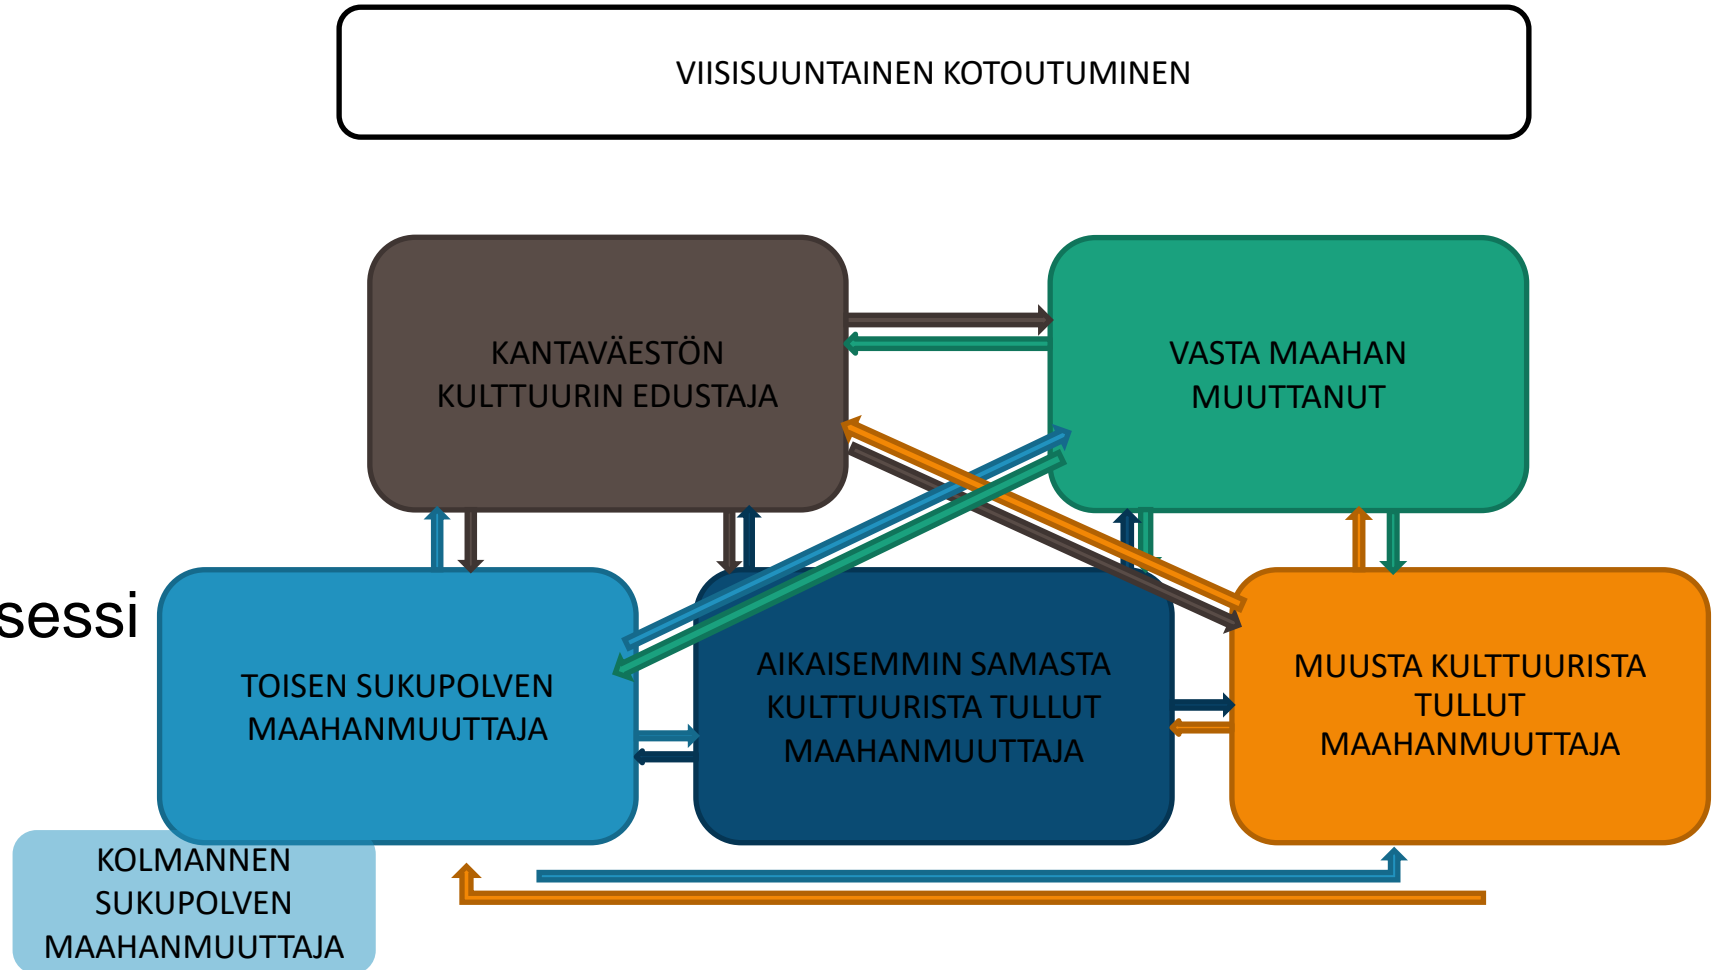 VIISISUUNTAINEN KOTOUTUMINEN
KANTAVÄESTÖN
KULTTUURIN EDUSTAJA
VASTA MAAHAN
MUUTTANUT
sessi
TOISEN SUKUPOLVEN
MAAHANMUUTTAJA
AIKAISEMMIN SAMASTA
KULTTUURISTA TULLUT
MAAHANMUUTTAJA
MUUSTA KULTTUURISTA
TULLUT
MAAHANMUUTTAJA
KOLMANNEN
SUKUPOLVEN
MAAHANMUUTTAJA